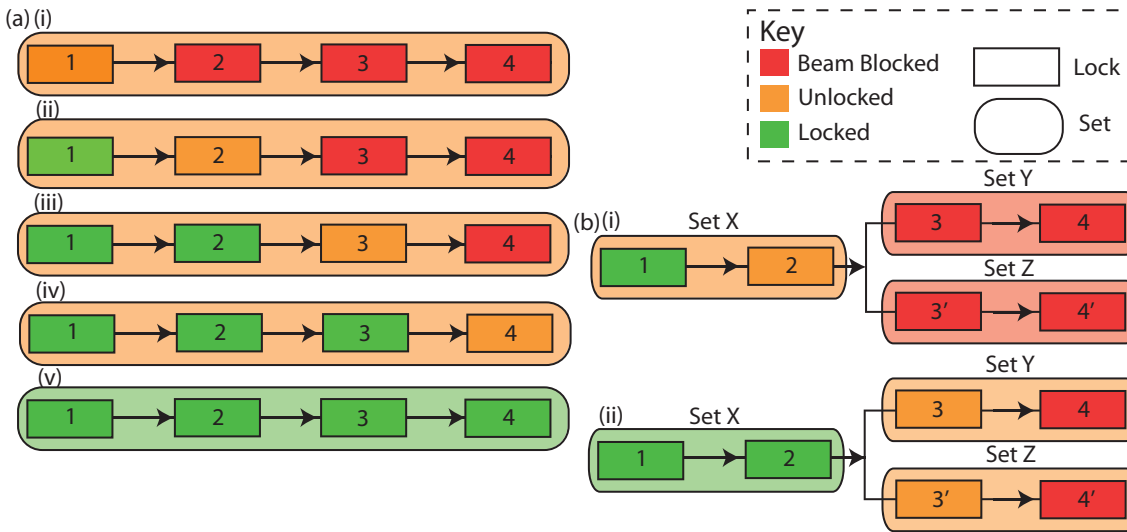 (a) (i)
1 2 3 4
(ii)
1 2 3 4
(iii)
1 2 3 4
(iv)
1 2 3 4
(v)
1 2 3 4
Key
Beam Blocked
Unlocked
Locked
Lock
Set
(b) (i)
Set X
1 2
Set Y
3 4
Set Z
3' 4'
(ii)
Set X
1 2
Set Y
3 4
Set Z
3' 4'